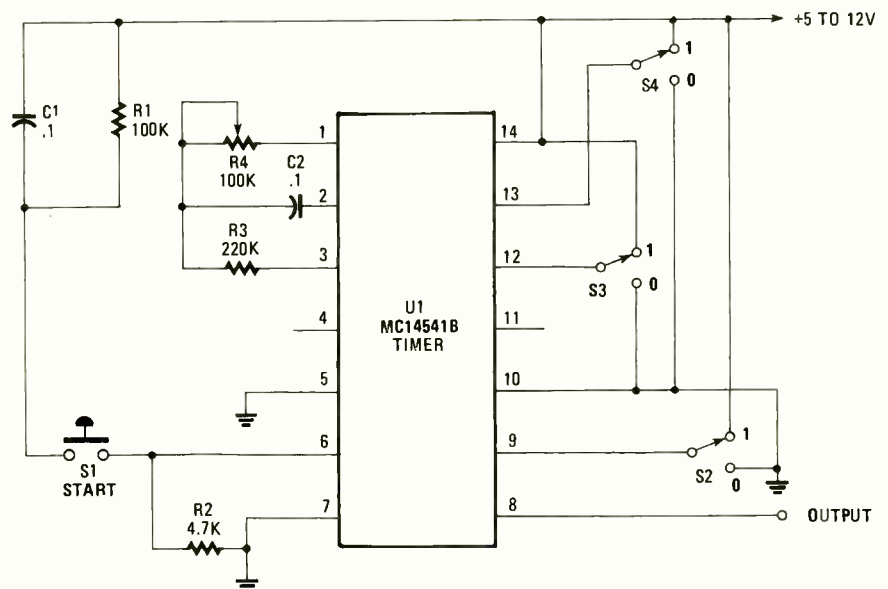 +5 TO 12V
C1
.1
R1
100K
1
0
S4
R4
100K
C2
.1
R3
220K
1
2
3
4
5
6
7
U1
MC14541B
TIMER
14
13
12
11
10
9
8
1
0
S3
1
0
S2
S1
START
R2
4.7K
OUTPUT